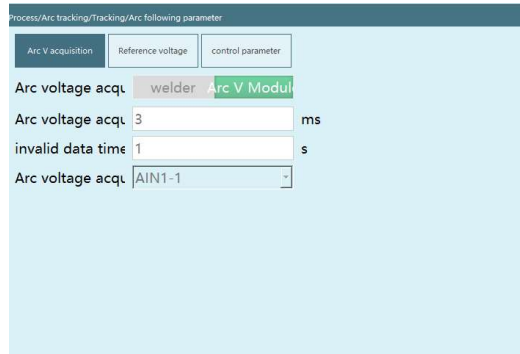 Process/Arc tracking/Tracking/Arc following parameter
Arc V acquisition Reference voltage control parameter
Arc voltage acqu welder Arc V Module
Arc voltage acqu 3 ms
invalid data time 1 s
Arc voltage acqu AIN1-1